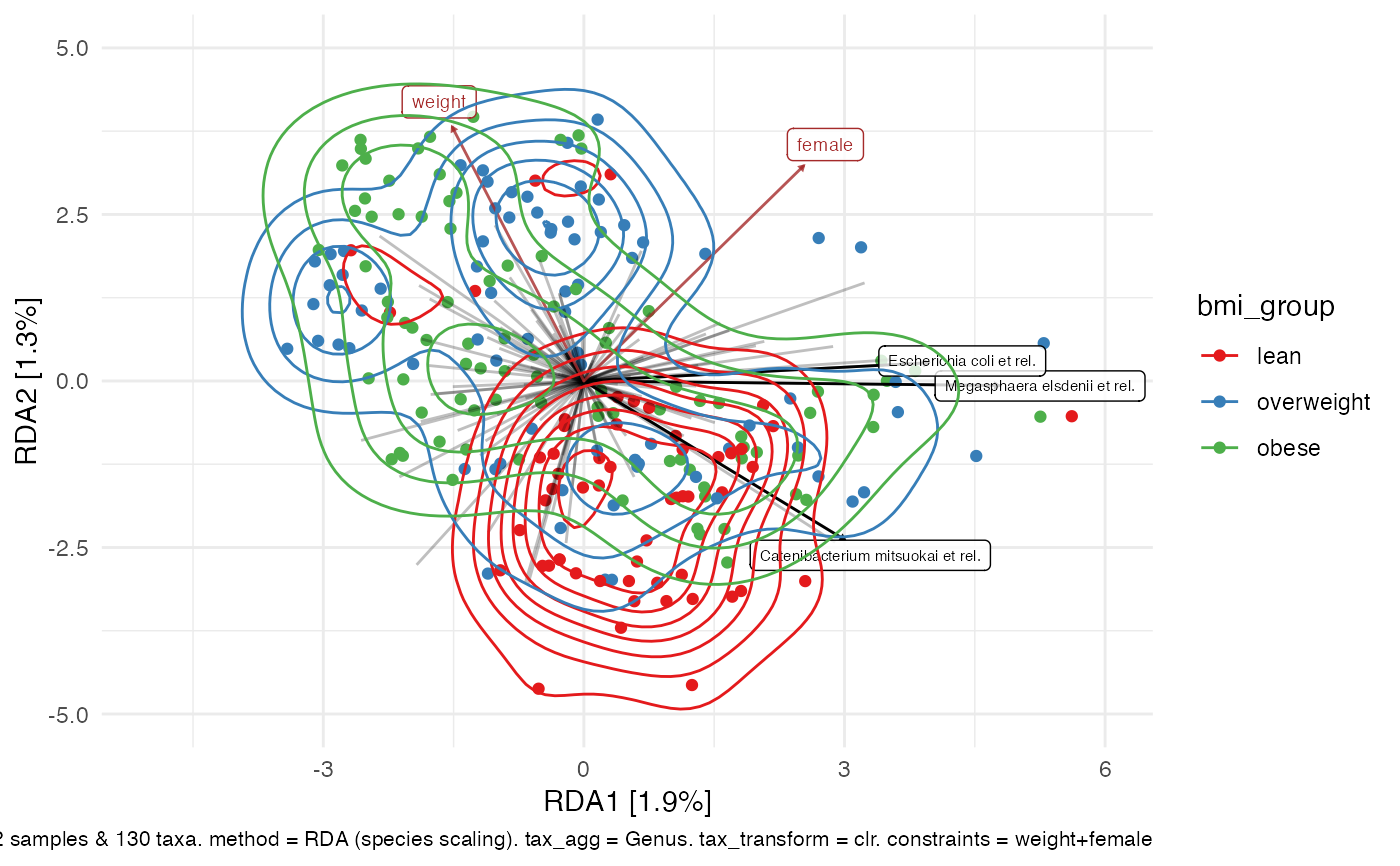 5.0
2.5
0.0
-2.5
-5.0
RDA2 [1.3%]
weight
female
Escherichia coli et rel.
Megasphaera elsdenii et rel.
Catenibacterium mitsuokai et rel.
-3
0
3
6
RDA1 [1.9%]
bmi_group
lean
overweight
obese
2 samples & 130 taxa. method = RDA (species scaling). tax_agg = Genus. tax_transform = clr. constraints = weight+female